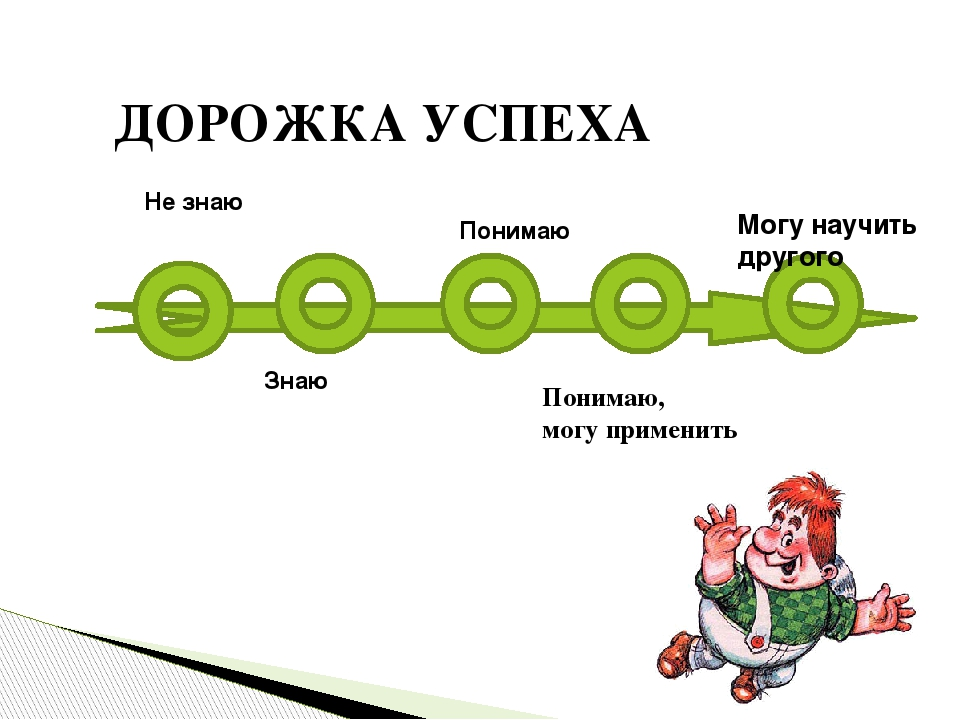 ДОРОЖКА УСПЕХА
Не знаю
Понимаю
Могу научить
другого
Знаю
Понимаю,
могу применить